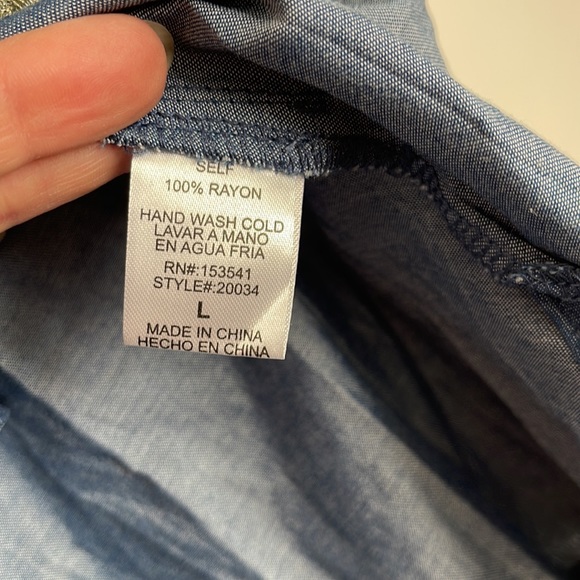 SELF
100% RAYON
HAND WASH COLD
LAVAR A MANO
EN AGUA FRIA
RN#:153541
STYLE#:20034
L
MADE IN CHINA
HECHO EN CHINA